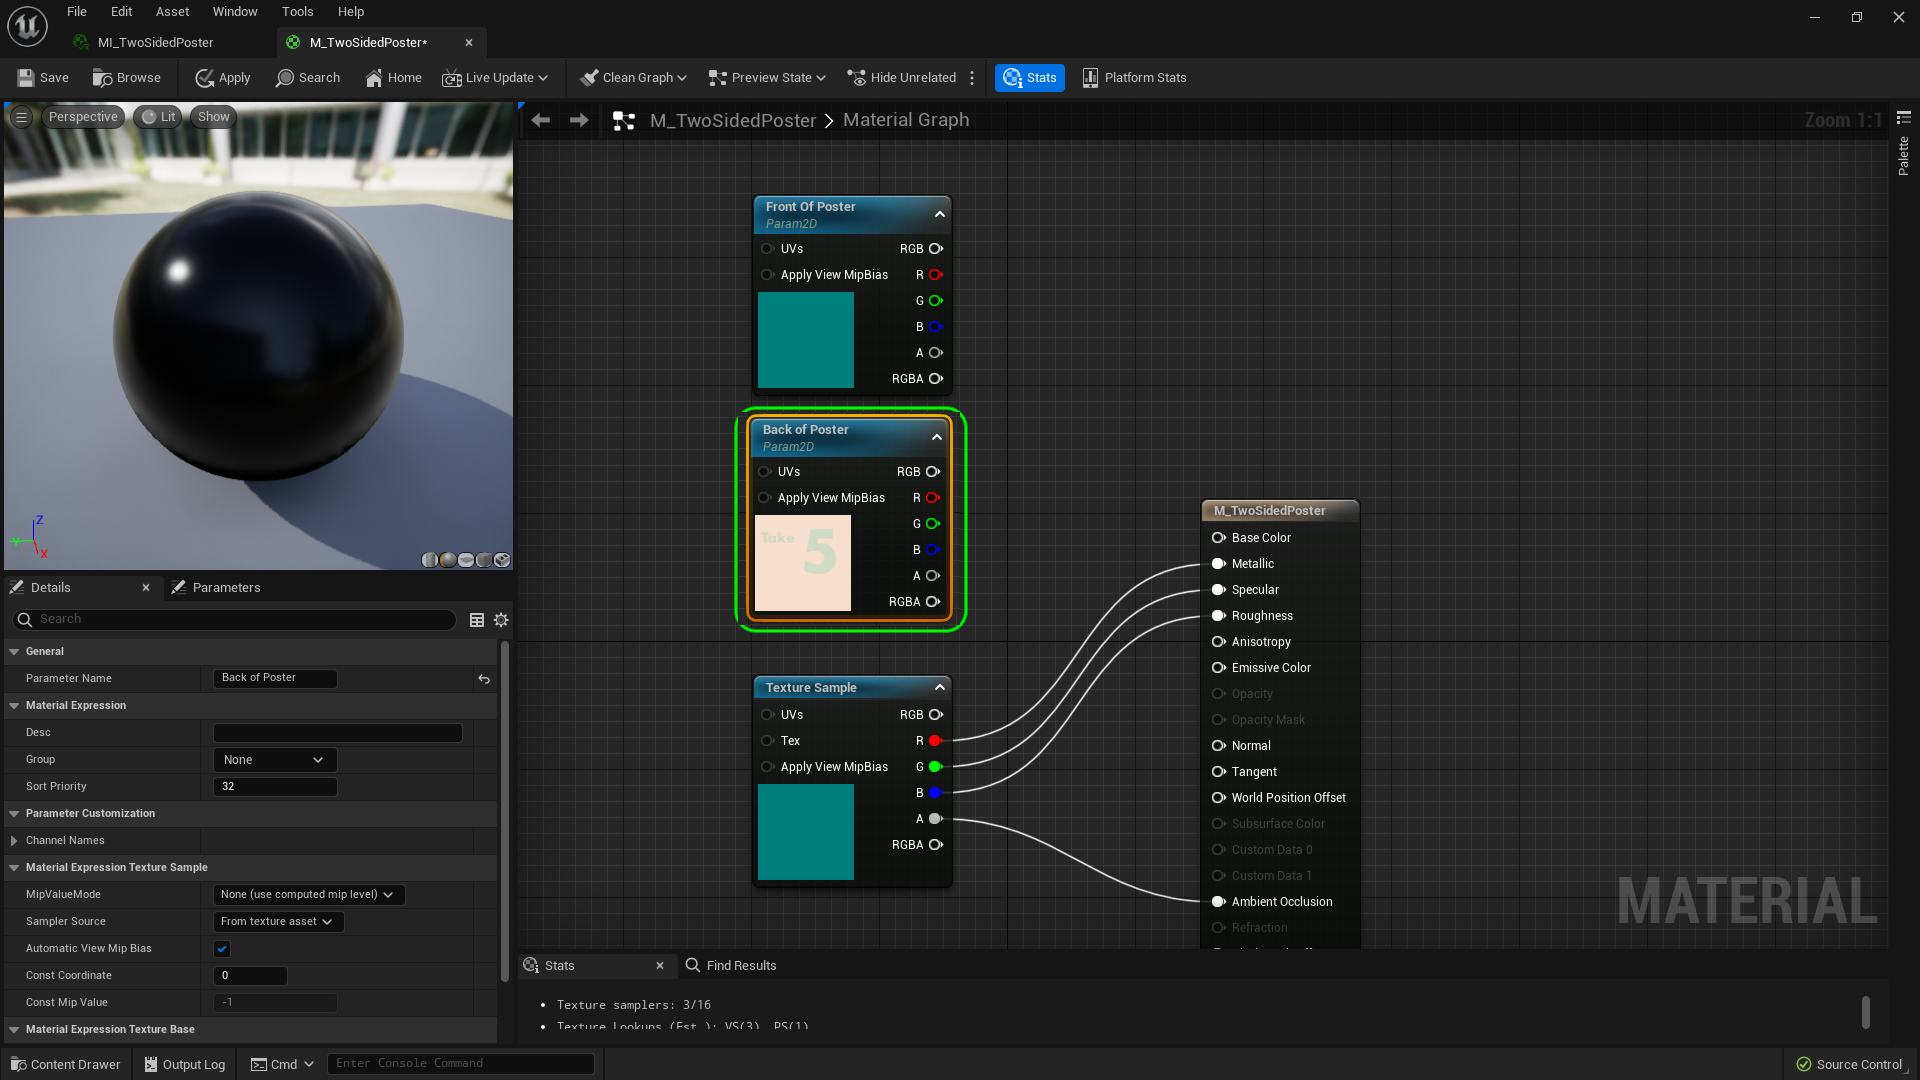 File Edit Asset Window Tools Help
MI_TwoSidedPoster
M_TwoSidedPoster*
Save Browse Apply Search Home Live Update Clean Graph Preview State Hide Unrelated Stats Platform Stats
Perspective Lit Show
Z
Y
X
M_TwoSidedPoster > Material Graph
Zoom 1:1
Palette
Front Of Poster
Param2D
UVs RGB
Apply View MipBias R
G
B
A
RGBA
Back of Poster
Param2D
UVs RGB
Apply View MipBias R
Take 5
G
B
A
RGBA
Texture Sample
UVs RGB
Tex R
Apply View MipBias G
B
A
RGBA
M_TwoSidedPoster
Base Color
Metallic
Specular
Roughness
Anisotropy
Emissive Color
Opacity
Opacity Mask
Normal
Tangent
World Position Offset
Subsurface Color
Custom Data 0
Custom Data 1
Ambient Occlusion
Refraction
MATERIAL
Details Parameters
Search
General
Parameter Name Back of Poster
Material Expression
Desc
Group None
Sort Priority 32
Parameter Customization
Channel Names
Material Expression Texture Sample
MipValueMode None (use computed mip level)
Sampler Source From texture asset
Automatic View Mip Bias
Const Coordinate 0
Const Mip Value -1
Material Expression Texture Base
Stats Find Results
Texture samplers: 3/16
Texture Lookups (Est.): VS(3), PS(1)
Content Drawer Output Log Cmd Enter Console Command Source Control